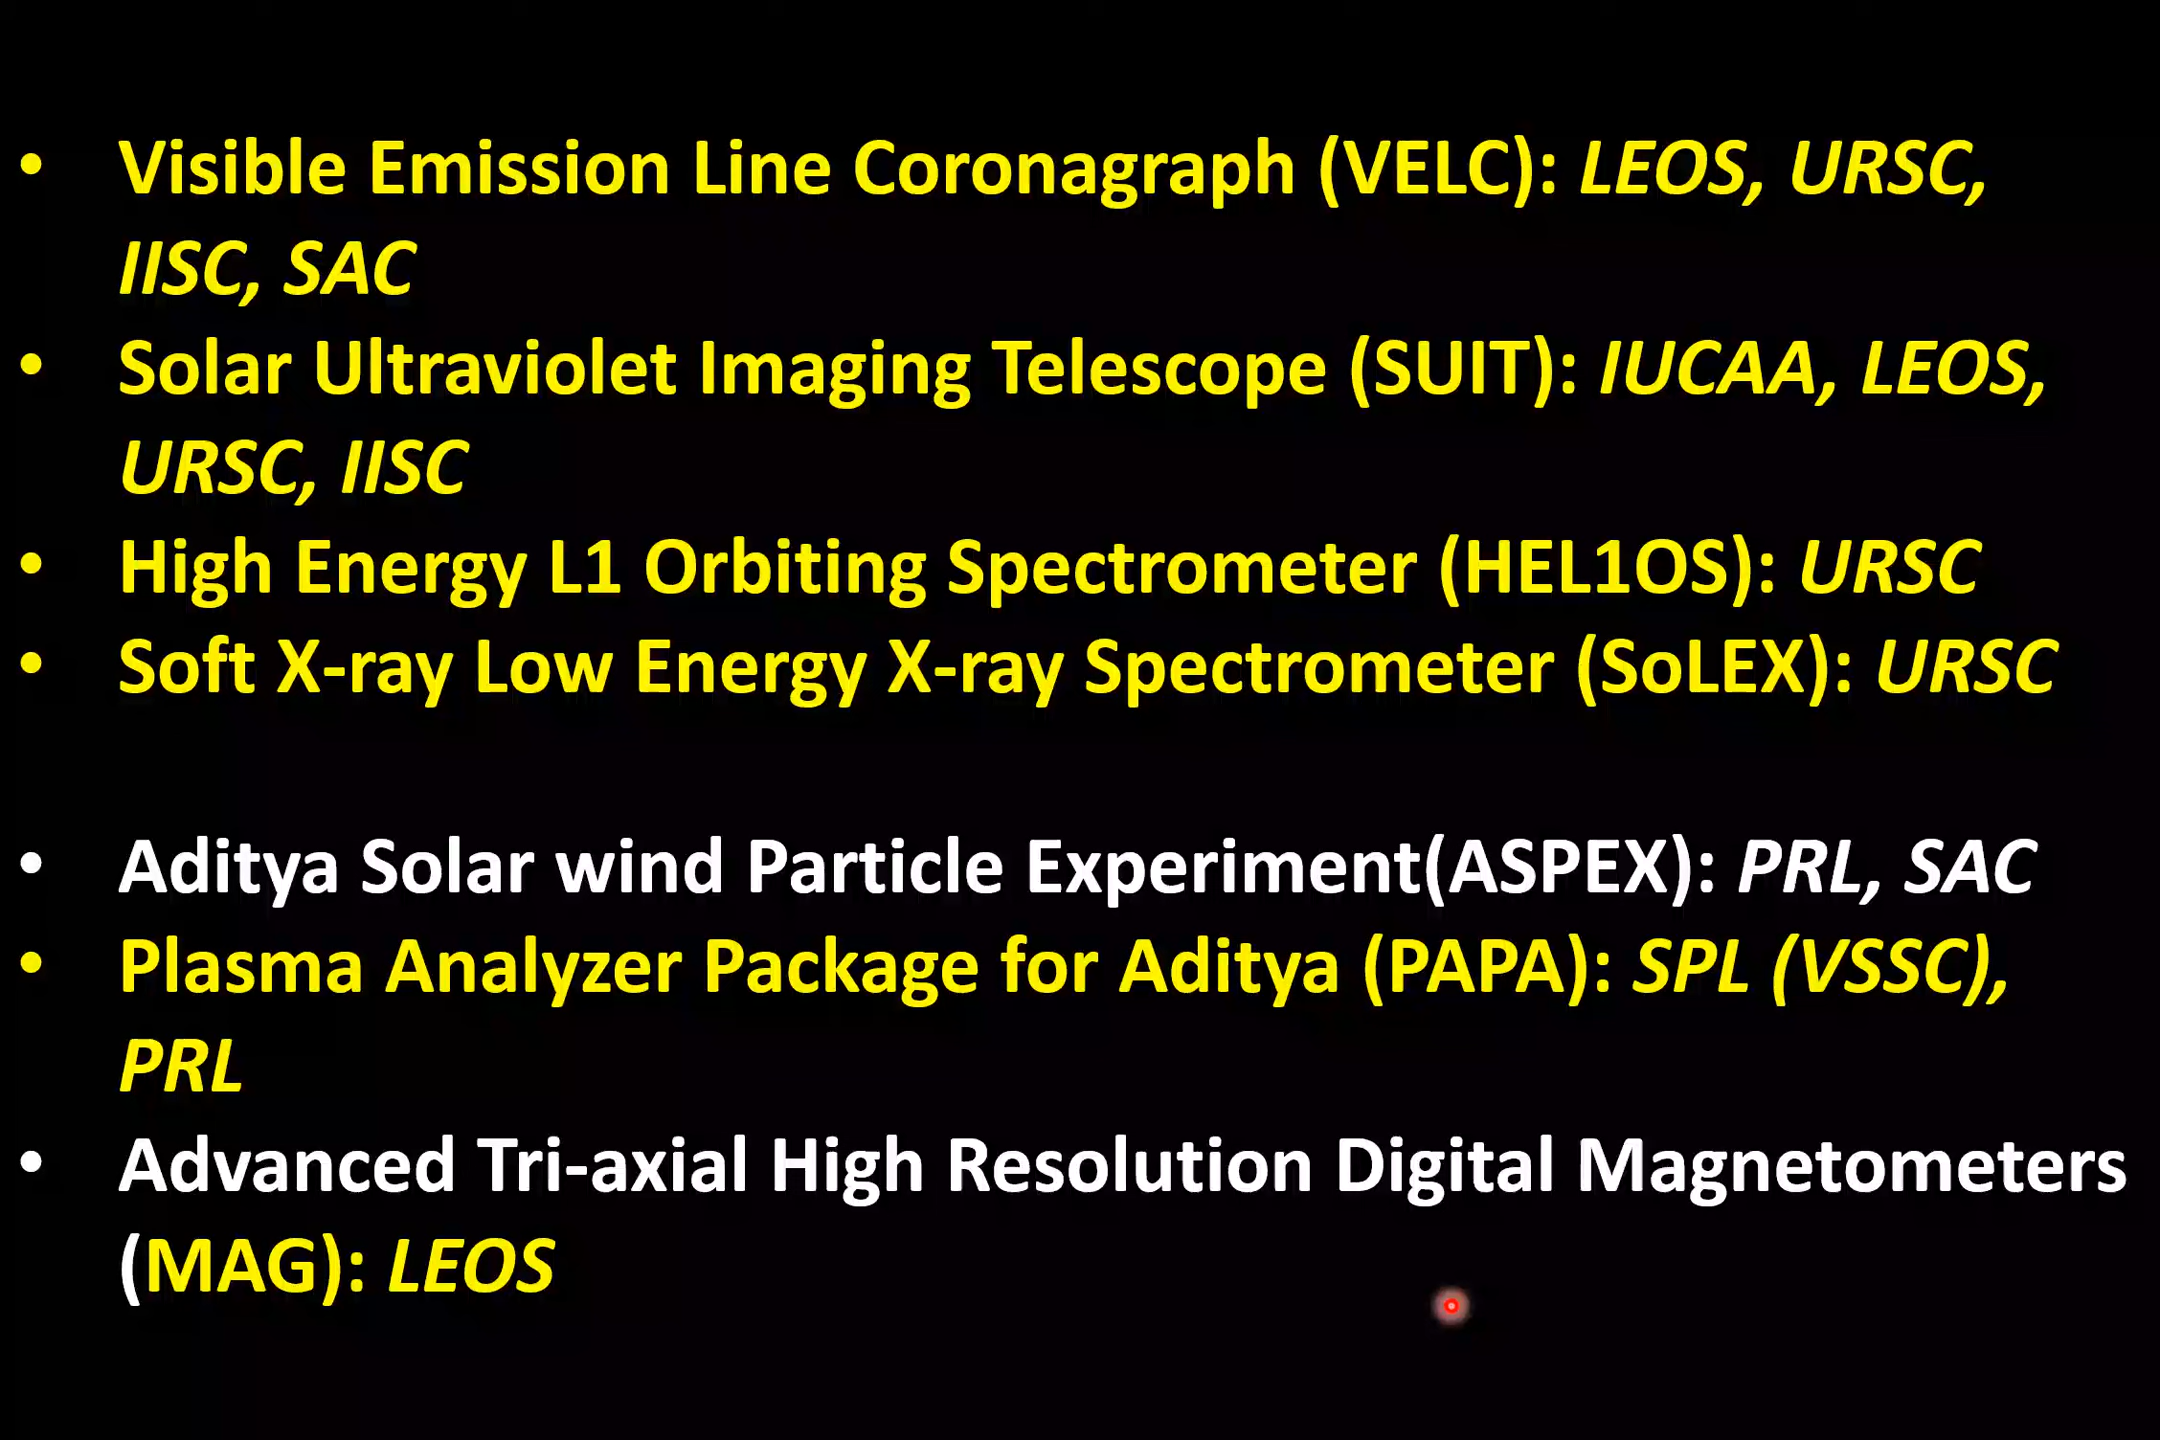 • Visible Emission Line Coronagraph (VELC): LEOS, URSC,
IISC, SAC
• Solar Ultraviolet Imaging Telescope (SUIT): IUCAA, LEOS,
URSC, IISC
• High Energy L1 Orbiting Spectrometer (HEL1OS): URSC
• Soft X-ray Low Energy X-ray Spectrometer (SoLEX): URSC
• Aditya Solar wind Particle Experiment(ASPEX): PRL, SAC
• Plasma Analyzer Package for Aditya (PAPA): SPL (VSSC),
PRL
• Advanced Tri-axial High Resolution Digital Magnetometers
(MAG): LEOS